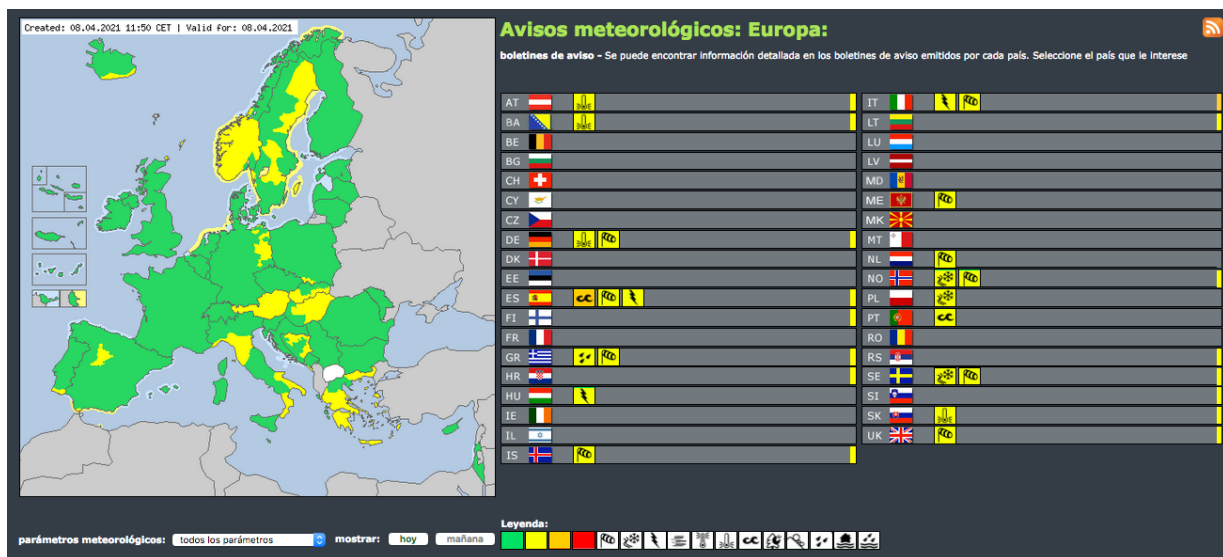 Created: 08.04.2021 11:50 CET | Valid for: 08.04.2021
Avisos meteorológicos: Europa:
boletines de aviso - Se puede encontrar información detallada en los boletines de aviso emitidos por cada país. Seleccione el país que le interese
AT
BA
BE
BG
CH
CY
CZ
DE
DK
EE
ES
FI
FR
GR
HR
HU
IE
IL
IS
IT
LT
LU
LV
MD
ME
MK
MT
NL
NO
PL
PT
RO
RS
SE
SI
SK
UK
parámetros meteorológicos: todos los parámetros mostrar: hoy mañana
Leyenda: